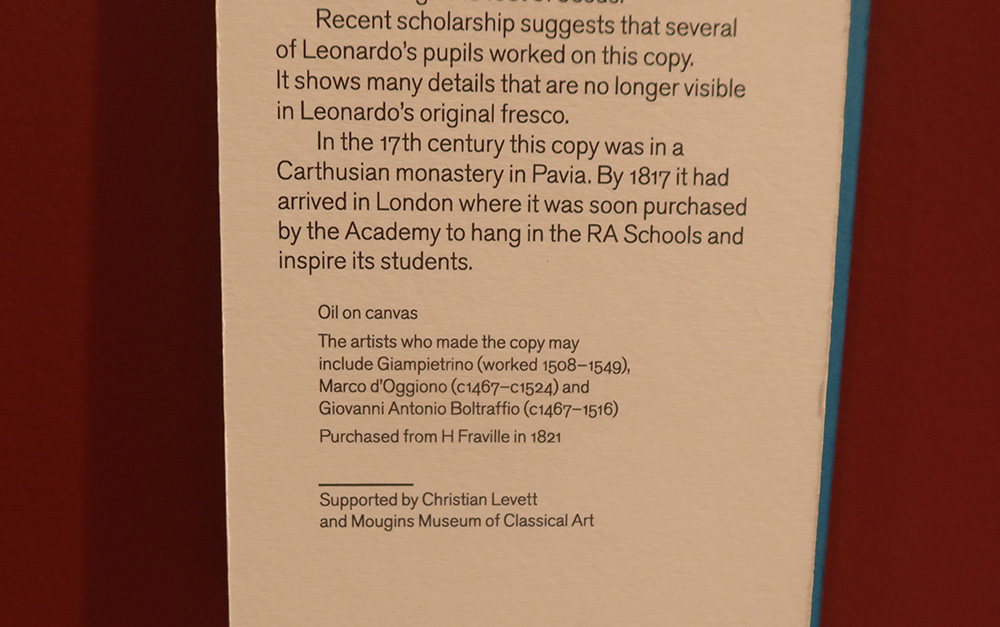 Recent scholarship suggests that several
of Leonardo's pupils worked on this copy.
It shows many details that are no longer visible
in Leonardo's original fresco.
In the 17th century this copy was in a
Carthusian monastery in Pavia. By 1817 it had
arrived in London where it was soon purchased
by the Academy to hang in the RA Schools and
inspire its students.
Oil on canvas
The artists who made the copy may
include Giampietrino (worked 1508–1549),
Marco d'Oggiono (c1467–c1524) and
Giovanni Antonio Boltraffio (c1467–1516)
Purchased from H Fraville in 1821
Supported by Christian Levett
and Mougins Museum of Classical Art